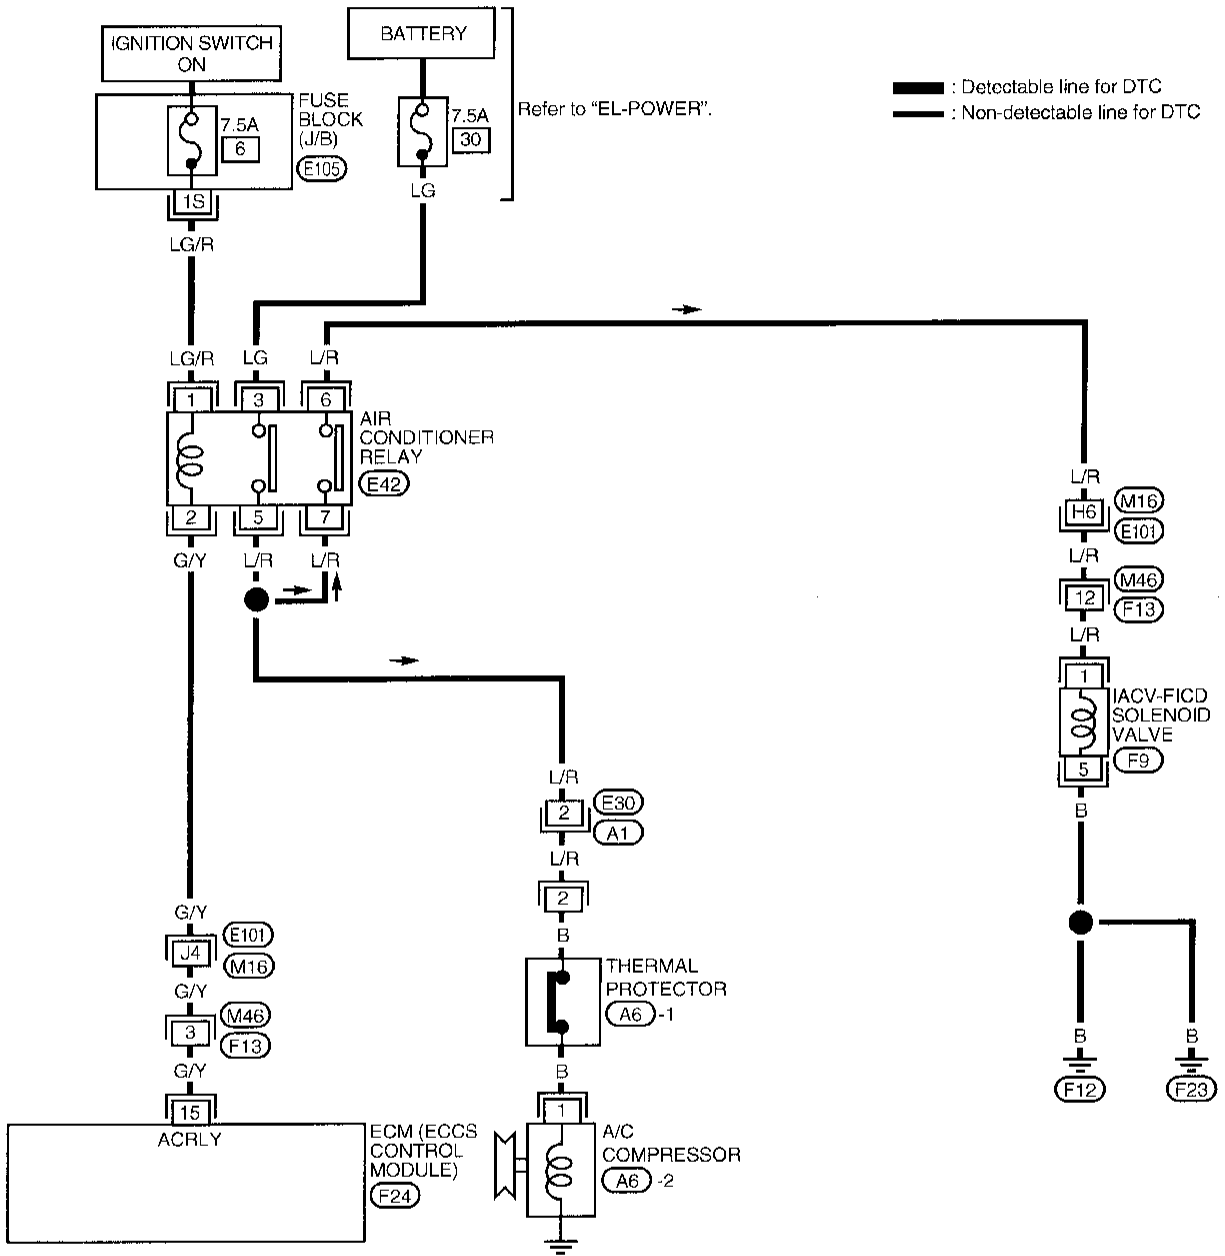 IGNITION SWITCH
ON
BATTERY
FUSE
BLOCK
(J/B)
E105
7.5A
6
7.5A
30
Refer to “EL-POWER”.
: Detectable line for DTC
: Non-detectable line for DTC
1S
LG
LG/R
LG/R
LG
L/R
1
3
6
AIR
CONDITIONER
RELAY
E42
2
5
7
G/Y
L/R
L/R
L/R
H6
M16
E101
L/R
12
M46
F13
L/R
1
IACV-FICD
SOLENOID
VALVE
F9
5
B
L/R
2
E30
A1
L/R
2
B
THERMAL
PROTECTOR
A6 -1
B
1
A/C
COMPRESSOR
A6 -2
G/Y
J4
E101
M16
G/Y
3
M46
F13
G/Y
15
ACRLY
ECM (ECCS
CONTROL
MODULE)
F24
B
B
F12
F23